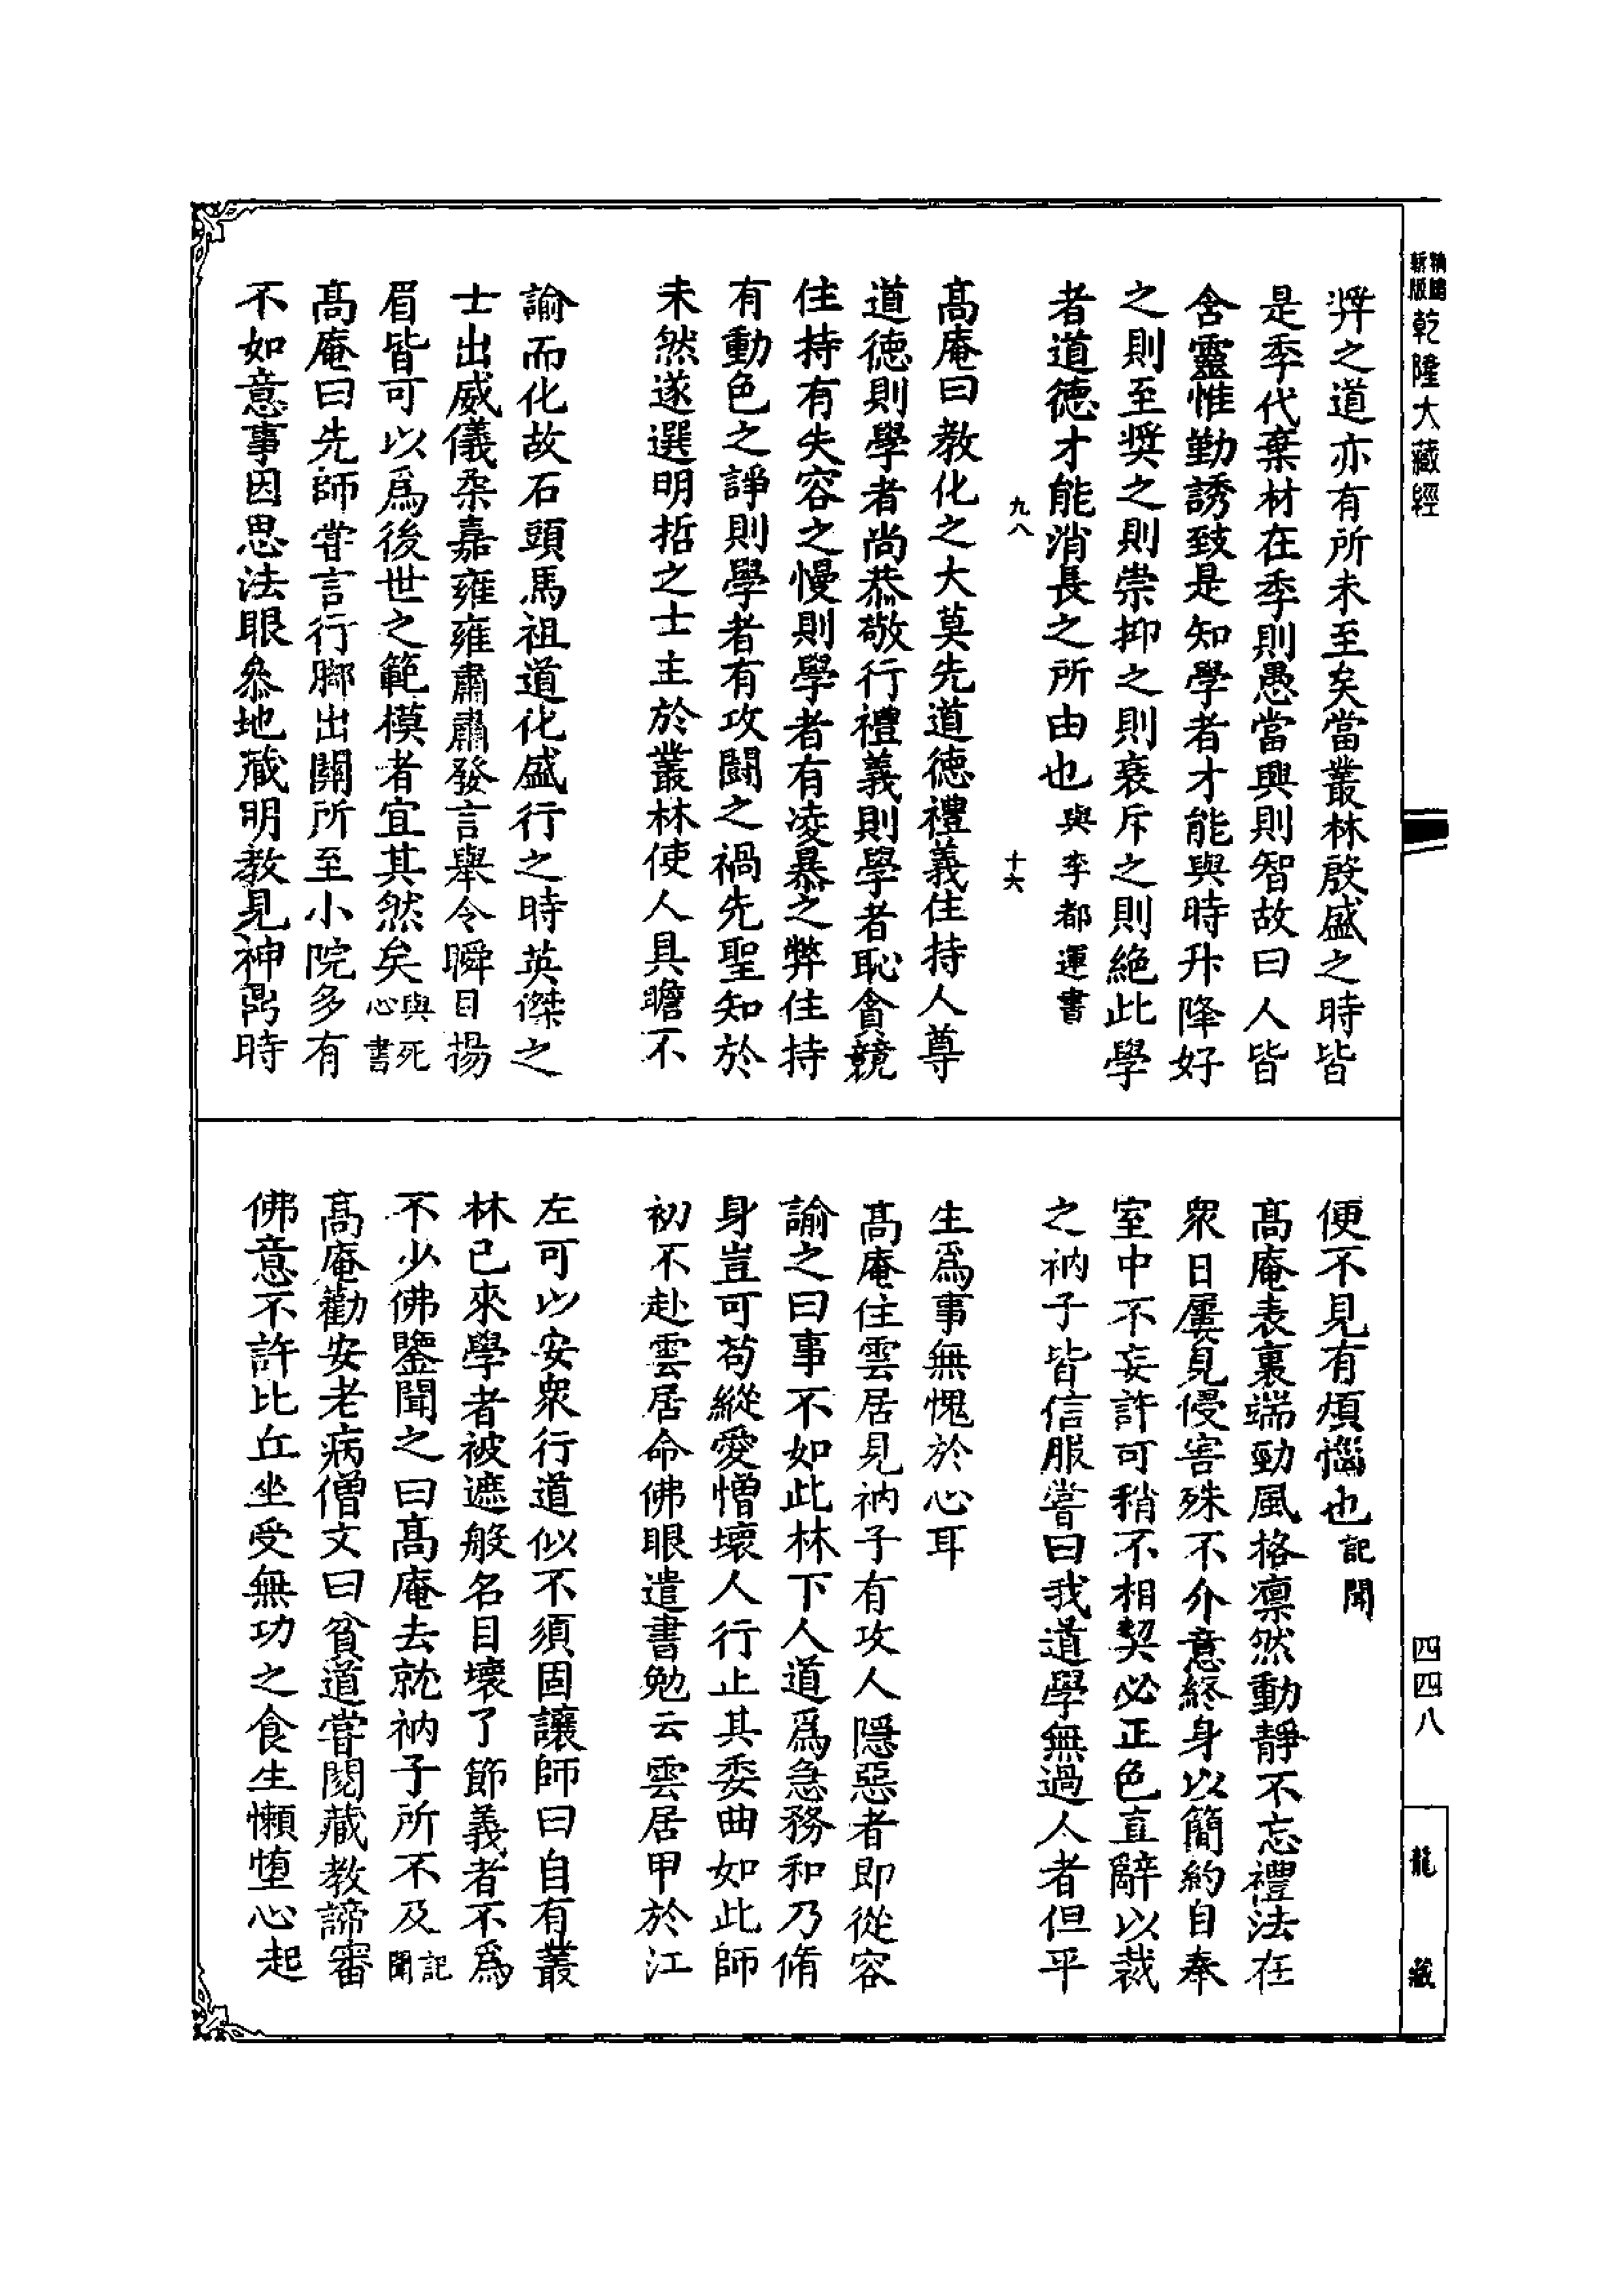 精鵰
新版
乾隆大藏經
四四八
龍藏
獎之道亦有所未至矣當叢林殷盛之時皆
是季代棄材在季則愚當興則智故曰人皆
含靈惟勤誘致是知學者才能與時升降好
之則至獎之則崇抑之則衰斥之則絶此學
者道德才能消長之所由也與李都運書
九八
十六
髙庵曰教化之大莫先道德禮義住持人尊
道德則學者尚恭敬行禮義則學者恥貪競
住持有失容之慢則學者有凌暴之弊住持
有動色之諍則學者有攻鬬之禍先聖知於
未然遂選明哲之士主於叢林使人具瞻不
諭而化故石頭馬祖道化盛行之時英傑之
士出威儀柔嘉雍雍肅肅發言舉令瞬目揚
眉皆可以爲後世之範模者宜其然矣與死心書
髙庵曰先師甞言行脚出關所至小院多有
不如意事因思法眼叅地藏明教見神鼎時
便不見有煩惱也記聞
髙庵表裏端勁風格凛然動靜不忘禮法在
衆日屢見侵害殊不介意終身以簡約自奉
室中不妄許可稍不相契必正色直辭以裁
之衲子皆信服嘗曰我道學無過人者但平
生爲事無愧於心耳
髙庵住雲居見衲子有攻人隱惡者即從容
諭之曰事不如此林下人道爲急務和乃脩
身豈可苟縱愛憎壞人行止其委曲如此師
初不赴雲居命佛眼遣書勉云雲居甲於江
左可以安衆行道似不須固讓師曰自有叢
林已來學者被遮般名目壞了節義者不爲
不少佛鑒聞之曰髙庵去就衲子所不及記聞
髙庵勸安老病僧文曰貧道甞閱藏教諦審
佛意不許比丘坐受無功之食生懶堕心起